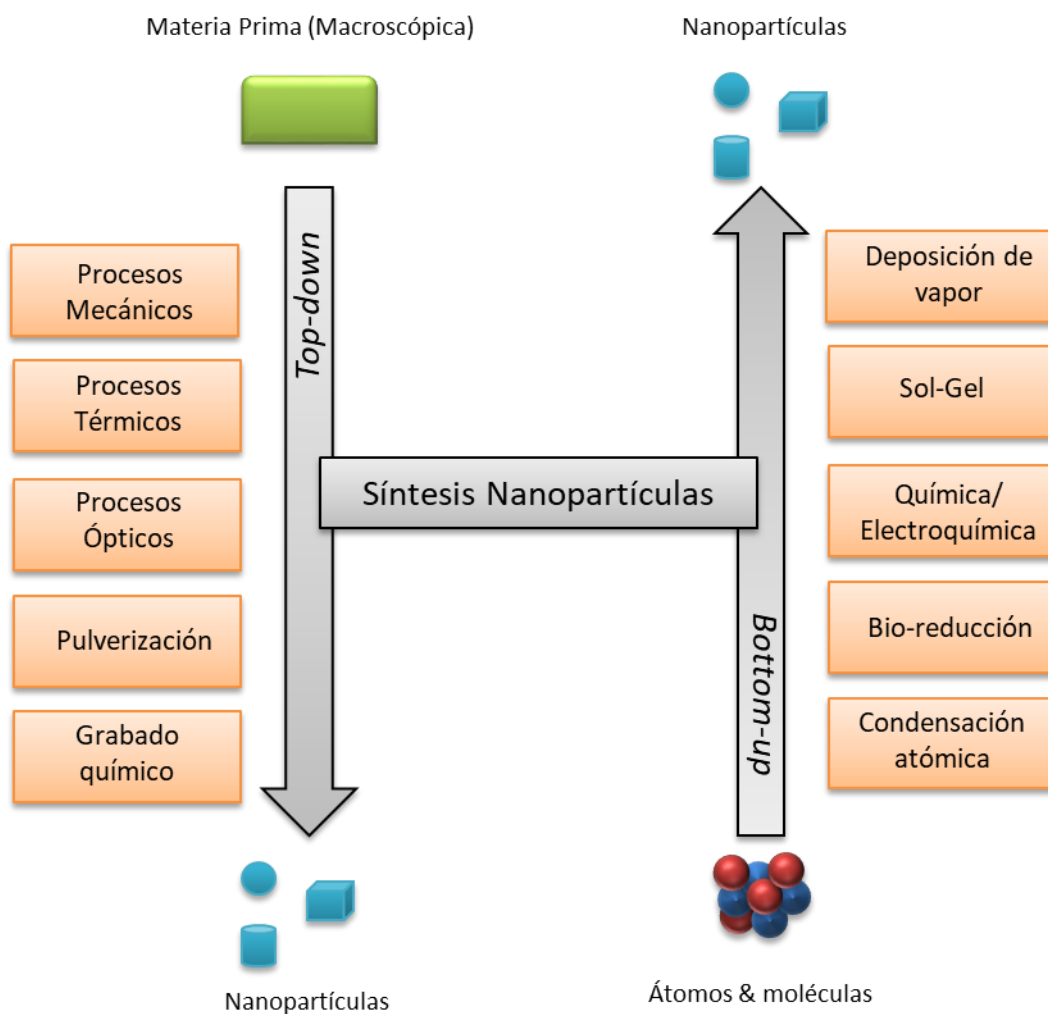 Materia Prima (Macroscópica)
Nanopartículas
Top-down
Procesos
Mecánicos
Procesos
Térmicos
Procesos
Ópticos
Pulverización
Grabado
químico
Nanopartículas
Síntesis Nanopartículas
Deposición de
vapor
Sol-Gel
Química/
Electroquímica
Bio-reducción
Condensación
atómica
Bottom-up
Átomos & moléculas